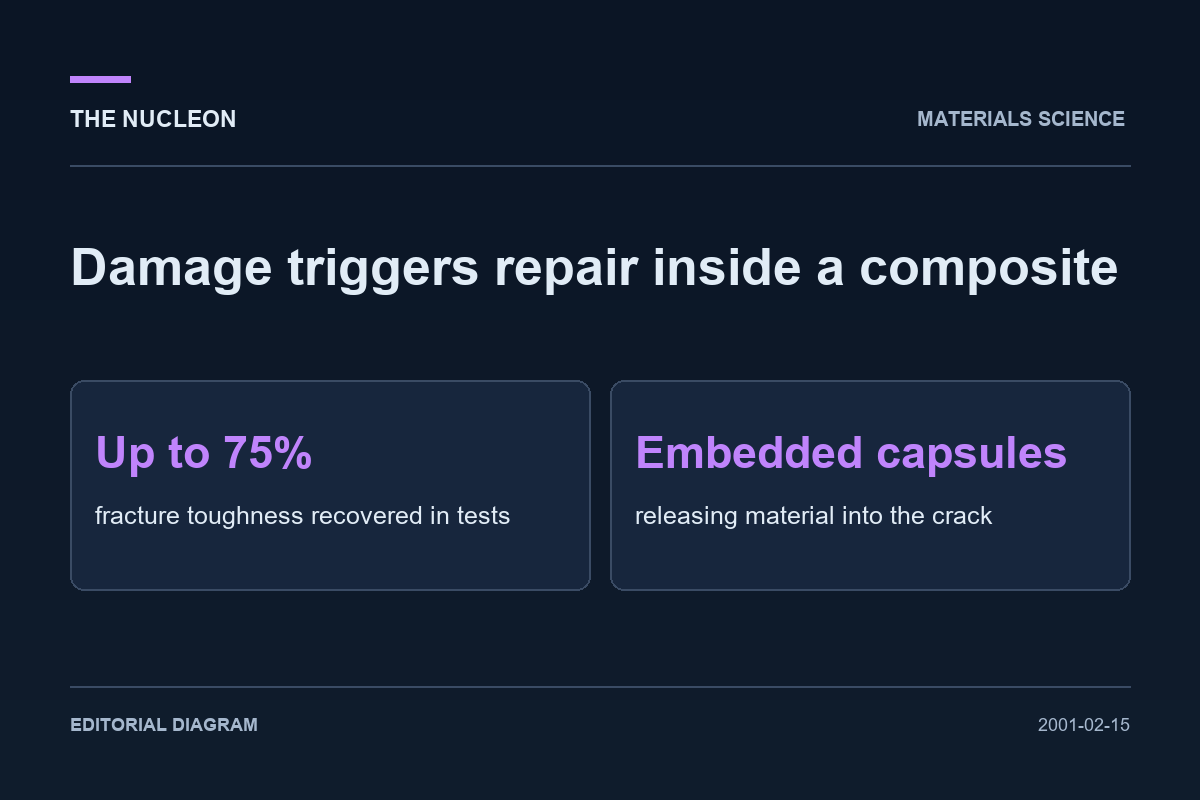 THE NUCLEON
MATERIALS SCIENCE
Damage triggers repair inside a composite
Up to 75%
fracture toughness recovered in tests
Embedded capsules
releasing material into the crack
EDITORIAL DIAGRAM
2001-02-15